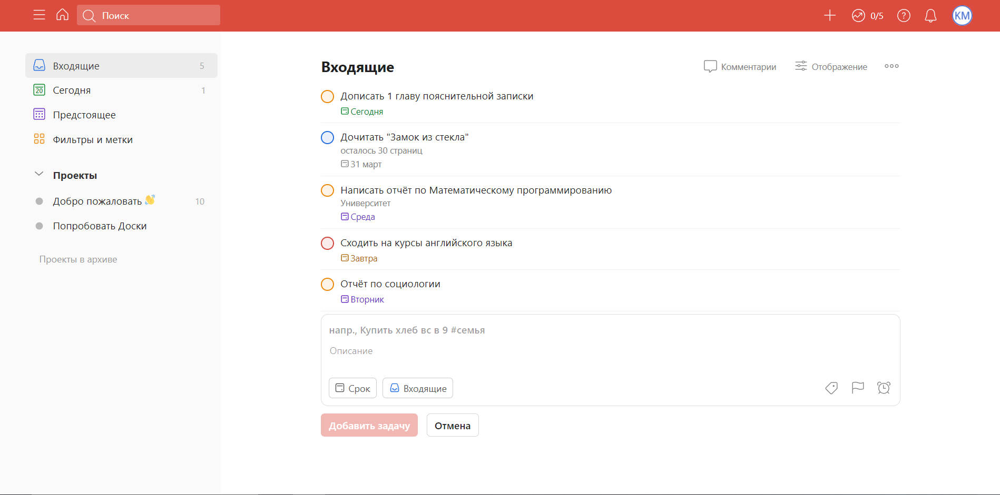 Поиск
0/5
?
KM
Входящие 5
20 Сегодня 1
Предстоящее
Фильтры и метки
Проекты
Добро пожаловать 👋 10
Попробовать Доски
Проекты в архиве
Входящие
Комментарии Отображение
Дописать 1 главу пояснительной записки
Сегодня
Дочитать "Замок из стекла"
осталось 30 страниц
31 март
Написать отчёт по Математическому программированию
Университет
Среда
Сходить на курсы английского языка
Завтра
Отчёт по социологии
Вторник
напр., Купить хлеб вс в 9 #семья
Описание
Срок Входящие
Добавить задачу Отмена